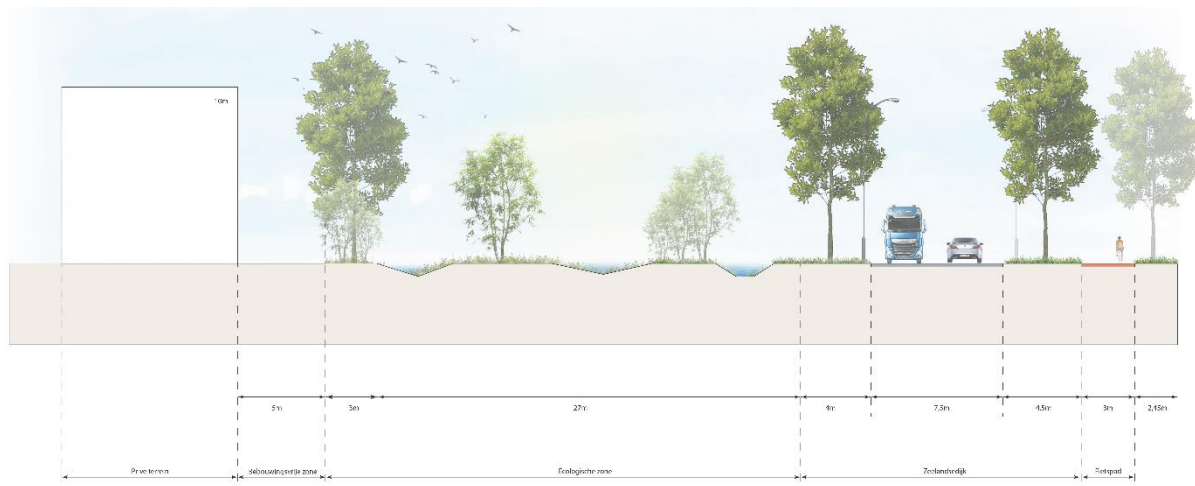 10m
5m 3m 27m 4m 7,5m 4,5m 3m 2,45m
Prive terrein Bebouwingsvrije zone Ecologische zone Zeelandsedijk Fietspad